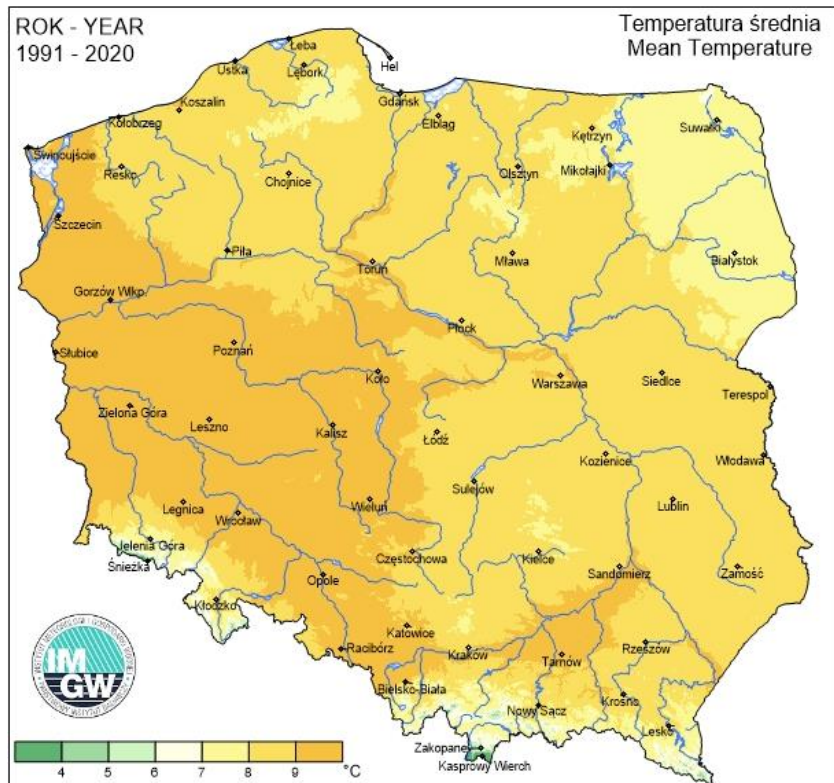 ROK - YEAR
1991 - 2020
Temperatura średnia
Mean Temperature
Łeba
Hel
Ustka
Lębork
Gdańsk
Koszalin
Kołobrzeg
Elbląg
Kętrzyn
Suwałki
Świnoujście
Resko
Chojnice
Olsztyn
Mikołajki
Szczecin
Piła
Toruń
Mława
Białystok
Gorzów Wlkp.
Płock
Słubice
Poznań
Koło
Warszawa
Siedlce
Terespol
Zielona Góra
Leszno
Kalisz
Łódź
Kozienice
Włodawa
Sulejów
Legnica
Wrocław
Wieluń
Lublin
Jelenia Góra
Śnieżka
Częstochowa
Kielce
Opole
Sandomierz
Zamość
Kłodzko
Katowice
Racibórz
Kraków
Tarnów
Rzeszów
Bielsko-Biała
Nowy Sącz
Krosno
Lesko
Zakopane
Kasprowy Wierch
IM
GW
4 5 6 7 8 9 °C